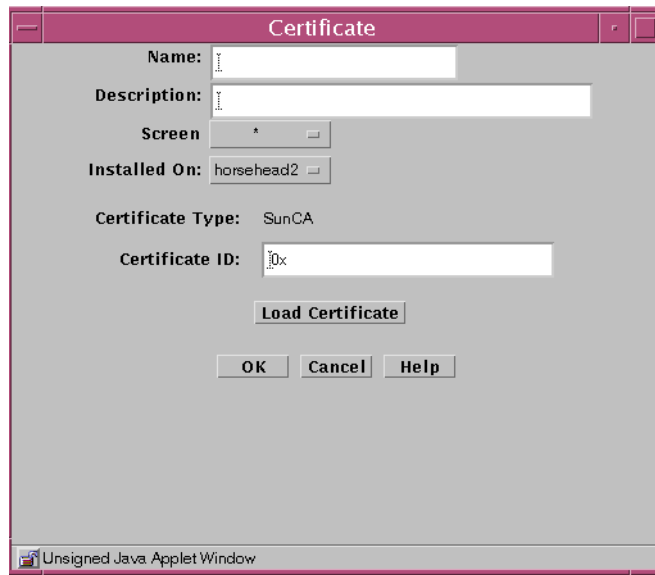 Certificate
Name:
Description:
Screen *
Installed On: horsehead2
Certificate Type: SunCA
Certificate ID: 0x
Load Certificate
OK Cancel Help
Unsigned Java Applet Window